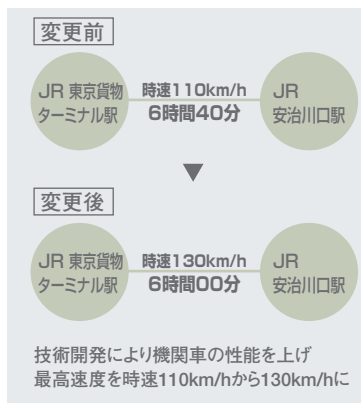 変更前
JR 東京貨物
ターミナル駅
時速110km/h
6時間40分
JR
安治川口駅
▼
変更後
JR 東京貨物
ターミナル駅
時速130km/h
6時間00分
JR
安治川口駅
技術開発により機関車の性能を上げ
最高速度を時速110km/hから130km/hに